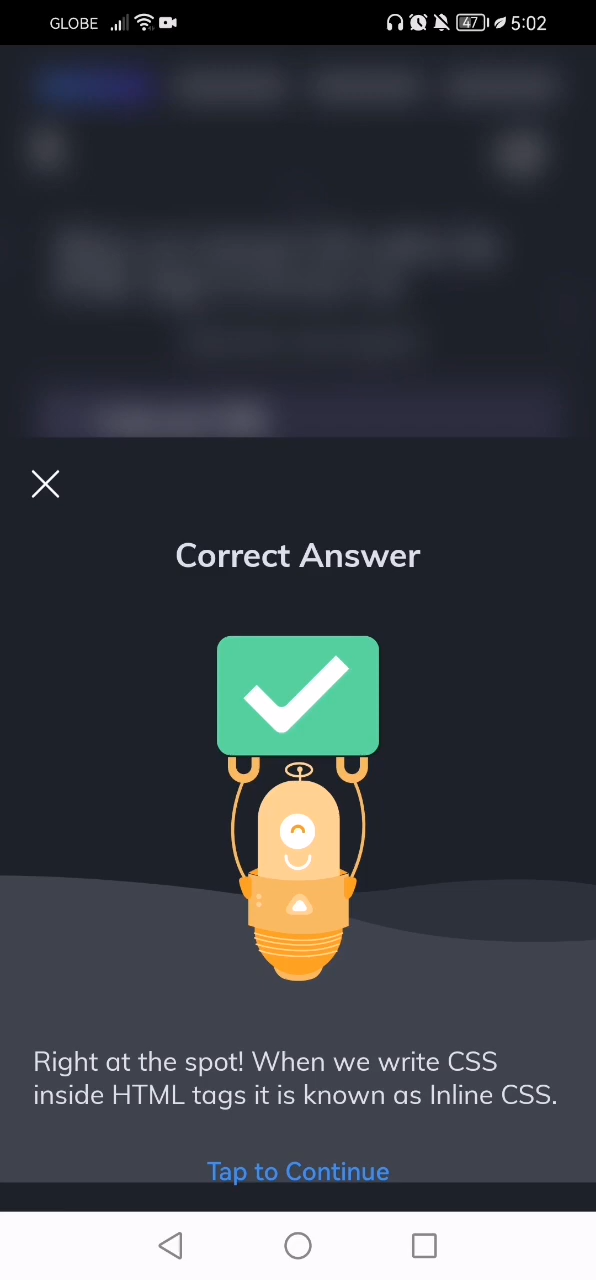 GLOBE 47 5:02
Correct Answer
Right at the spot! When we write CSS
inside HTML tags it is known as Inline CSS.
Tap to Continue